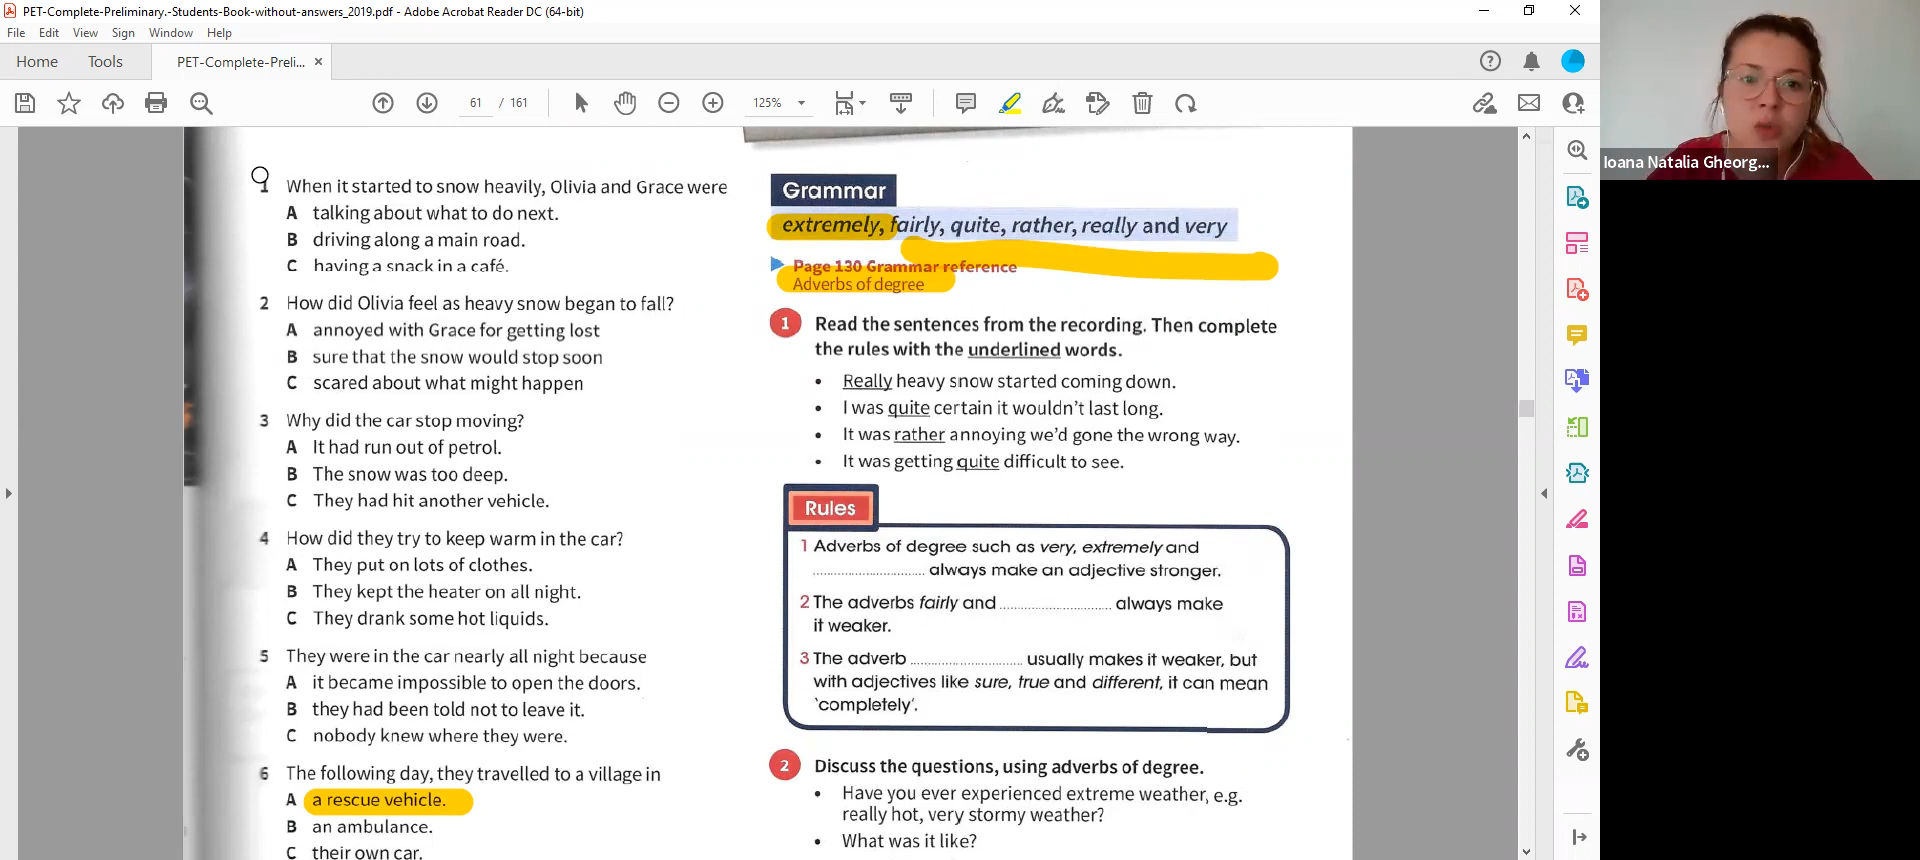 PET-Complete-Preliminary.-Students-Book-without-answers_2019.pdf - Adobe Acrobat Reader DC (64-bit)
File Edit View Sign Window Help
Home Tools PET-Complete-Preli... ×
61 / 161 125%
Ioana Natalia Gheorg...
1 When it started to snow heavily, Olivia and Grace were
A talking about what to do next.
B driving along a main road.
C having a snack in a café.
2 How did Olivia feel as heavy snow began to fall?
A annoyed with Grace for getting lost
B sure that the snow would stop soon
C scared about what might happen
3 Why did the car stop moving?
A It had run out of petrol.
B The snow was too deep.
C They had hit another vehicle.
4 How did they try to keep warm in the car?
A They put on lots of clothes.
B They kept the heater on all night.
C They drank some hot liquids.
5 They were in the car nearly all night because
A it became impossible to open the doors.
B they had been told not to leave it.
C nobody knew where they were.
6 The following day, they travelled to a village in
A a rescue vehicle.
B an ambulance.
C their own car.
Grammar
extremely, fairly, quite, rather, really and very
Page 130 Grammar reference
Adverbs of degree
1 Read the sentences from the recording. Then complete
the rules with the underlined words.
• Really heavy snow started coming down.
• I was quite certain it wouldn't last long.
• It was rather annoying we'd gone the wrong way.
• It was getting quite difficult to see.
Rules
1 Adverbs of degree such as very, extremely and
............................ always make an adjective stronger.
2 The adverbs fairly and ............................ always make
it weaker.
3 The adverb ............................ usually makes it weaker, but
with adjectives like sure, true and different, it can mean
'completely'.
2 Discuss the questions, using adverbs of degree.
• Have you ever experienced extreme weather, e.g.
really hot, very stormy weather?
• What was it like?